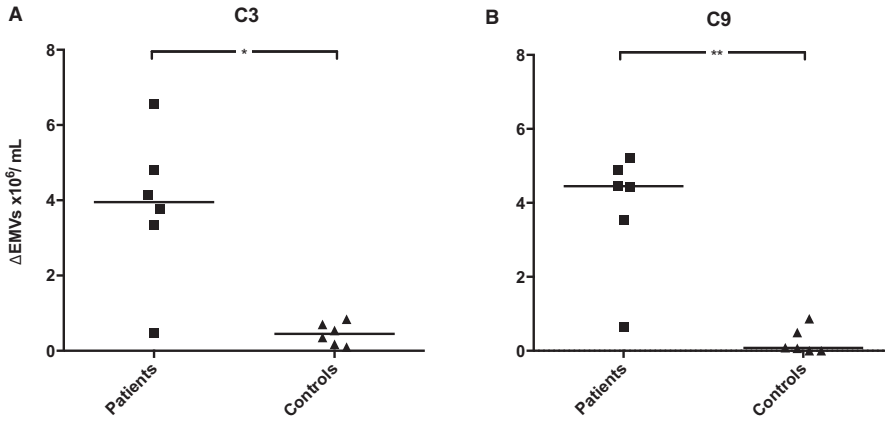 A
C3
8
6
4
2
0
ΔEMVs x10⁶/ mL
*
Patients
Controls
B
C9
8
6
4
2
0
**
Patients
Controls